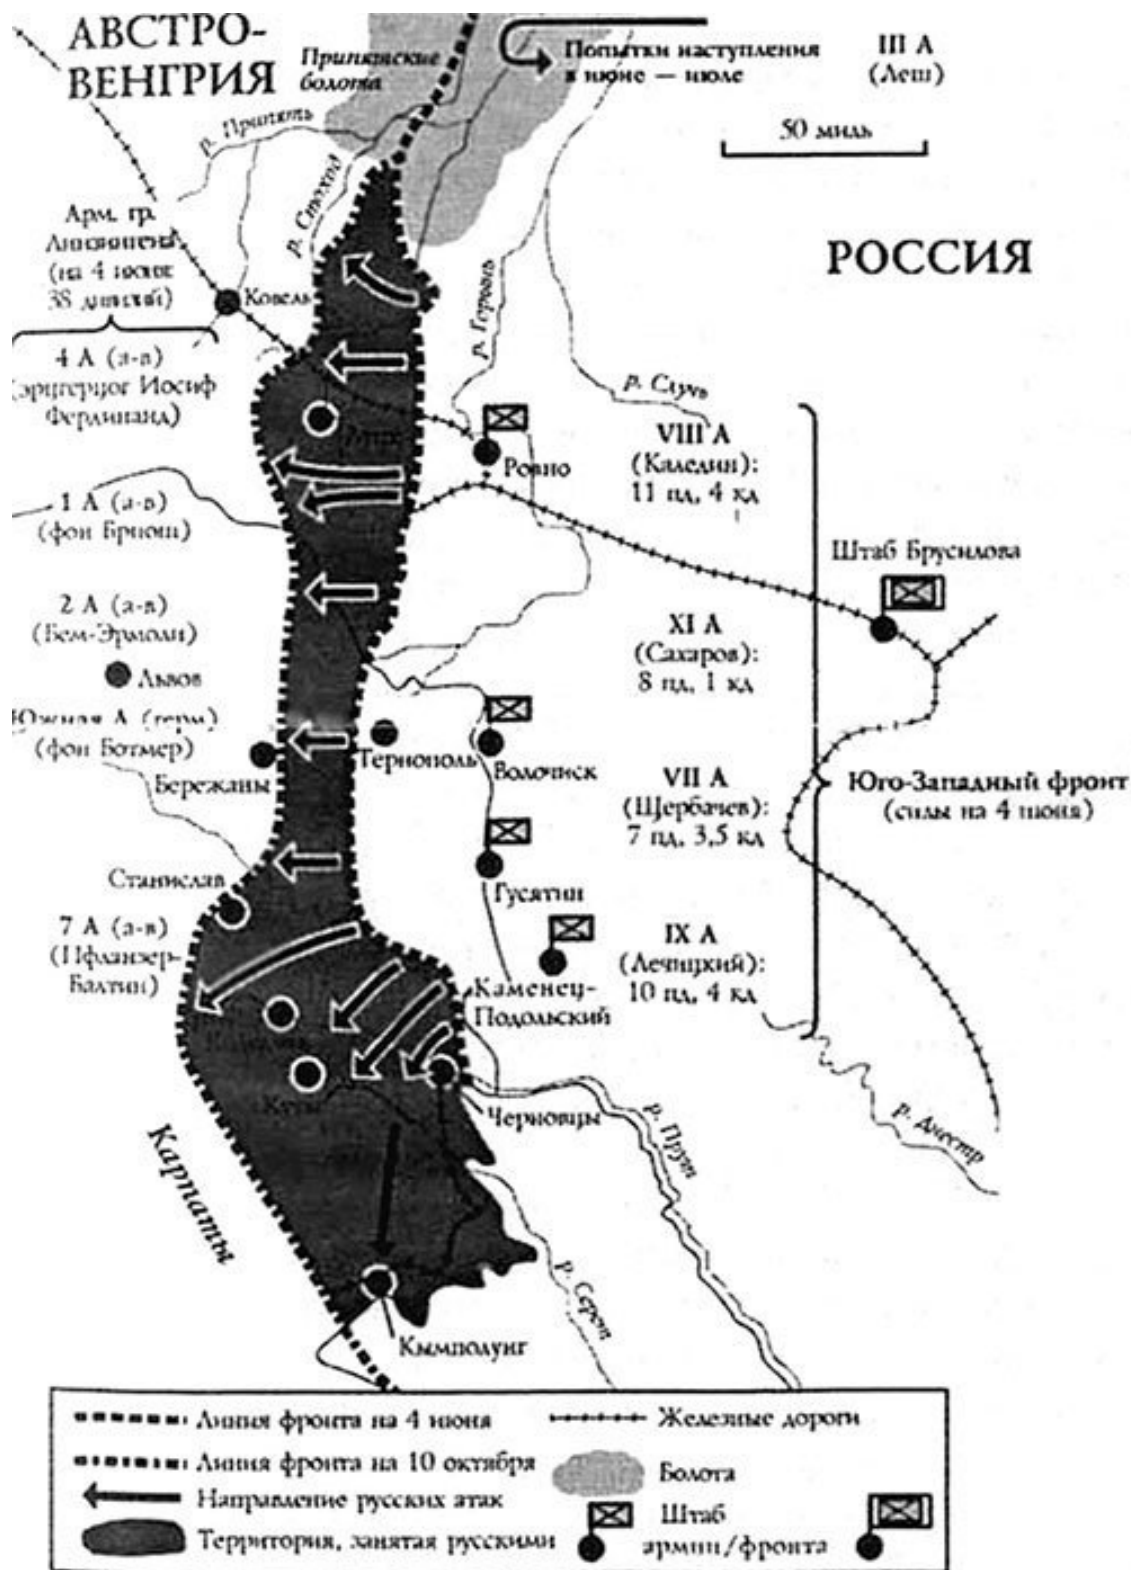 АВСТРО-
ВЕНГРИЯ
Припятские
болота
Попытки наступления
в июне — июле
III А
(Леш)
50 миль
р. Припять
р. Стоход
Арм. гр.
Линзингена
(на 4 июня:
38 дивизий)
Ковель
р. Горынь
РОССИЯ
4 А (а-в)
(эрцгерцог Иосиф
Фердинанд)
р. Случь
Луцк
Ровно
VIII А
(Каледин):
11 пд, 4 кд
1 А (а-в)
Штаб Брусилова
2 А (а-в)
(Бем-Эрмоли)
XI А
(Сахаров):
8 пд, 1 кд
Львов
Южная А (герм)
(фон Ботмер)
Тернополь
Волочиск
Бережаны
VII А
(Щербачев):
7 пд, 3,5 кд
Юго-Западный фронт
(силы на 4 июня)
Станислав
Гусятин
7 А (а-в)
(Пфланзер-
Балтин)
IX А
(Лечицкий):
10 пд, 4 кд
Каменец-
Подольский
Куты
Черновцы
р. Прут
р. Днестр
Карпаты
р. Серет
Кымполунг
Линия фронта на 4 июня
Железные дороги
Линия фронта на 10 октября
Болота
Направление русских атак
Штаб
Территория, занятая русскими
армии/фронта